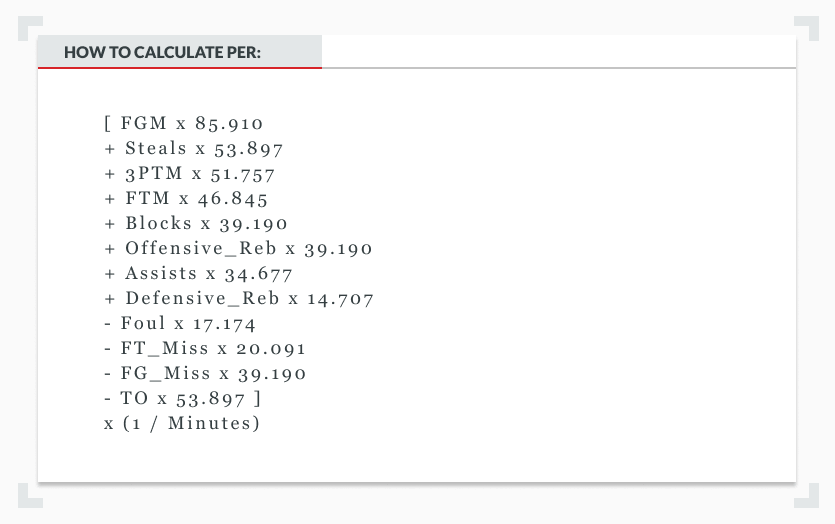 HOW TO CALCULATE PER:
[ FGM x 85.910
+ Steals x 53.897
+ 3PTM x 51.757
+ FTM x 46.845
+ Blocks x 39.190
+ Offensive_Reb x 39.190
+ Assists x 34.677
+ Defensive_Reb x 14.707
- Foul x 17.174
- FT_Miss x 20.091
- FG_Miss x 39.190
- TO x 53.897 ]
x (1 / Minutes)